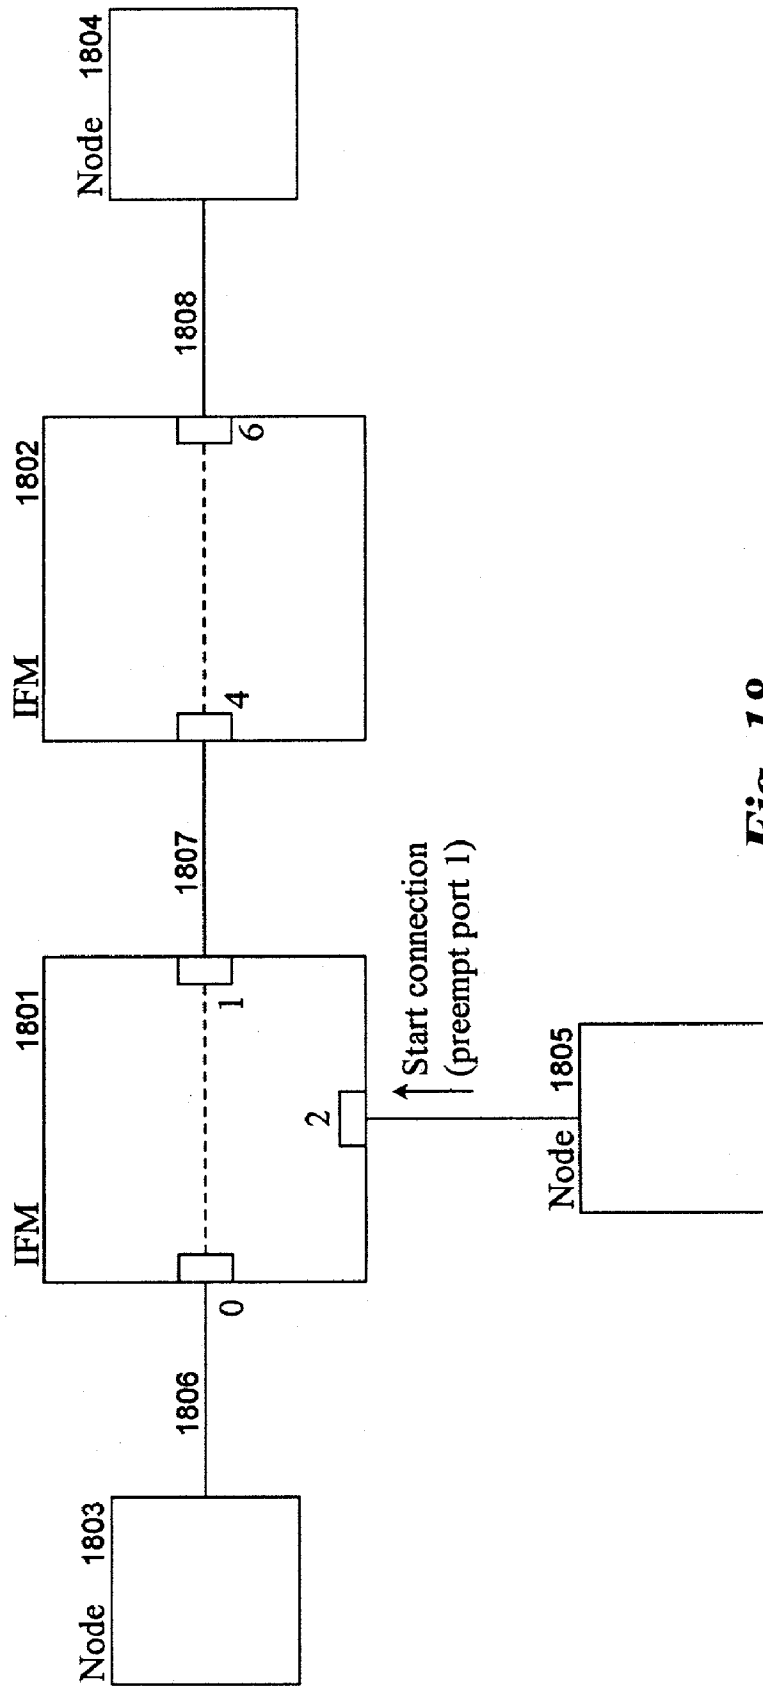 IFM 1801
IFM 1802
Node 1803
1806
0
1
1807
4
6
1808
Node 1804
2
Start connection
(preempt port 1)
Node 1805
Fig. 18